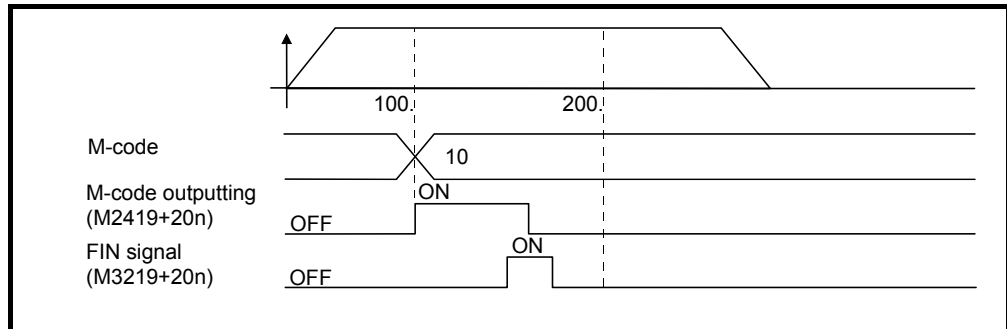 100. 200.
M-code
10
M-code outputting ON
(M2419+20n) OFF
FIN signal ON
(M3219+20n) OFF